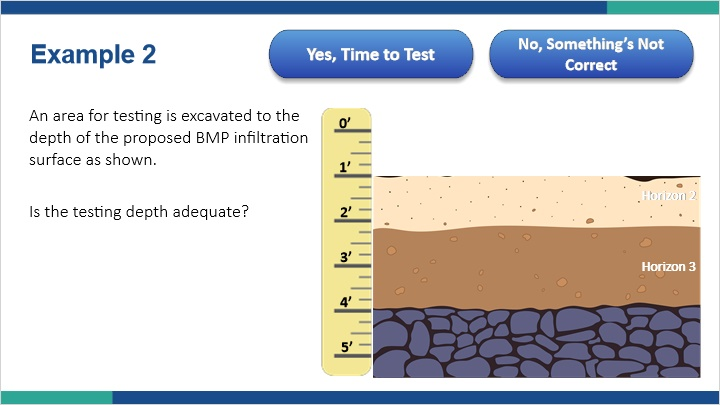 Example 2
Yes, Time to Test
No, Something's Not
Correct
An area for testing is excavated to the
depth of the proposed BMP infiltration
surface as shown.
Is the testing depth adequate?
0’
1’
2’
3’
4’
5’
Horizon 2
Horizon 3